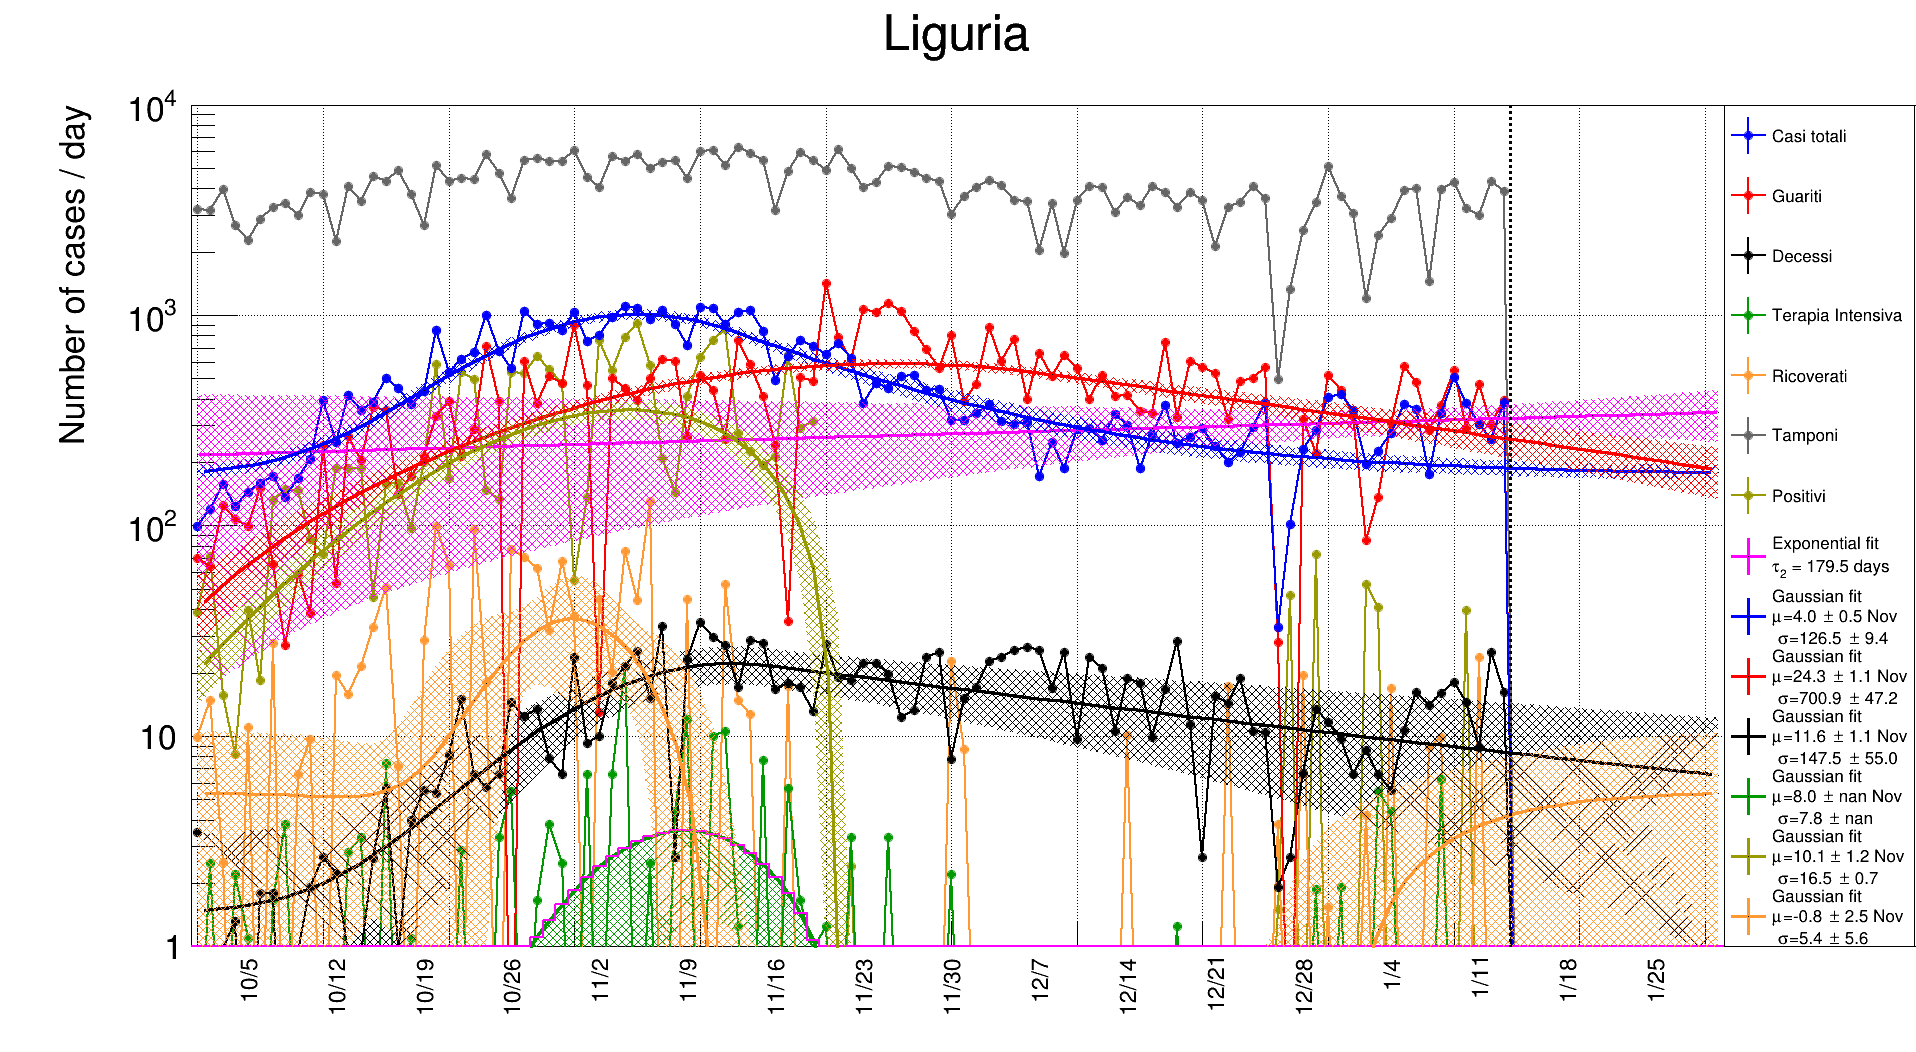 Liguria
Number of cases / day
10^4
10^3
10^2
10
1
10/5
10/12
10/19
10/26
11/2
11/9
11/16
11/23
11/30
12/7
12/14
12/21
12/28
1/4
1/11
1/18
1/25
Casi totali
Guariti
Decessi
Terapia Intensiva
Ricoverati
Tamponi
Positivi
Exponential fit
τ_2 = 179.5 days
Gaussian fit
μ=4.0 ± 0.5 Nov
σ=126.5 ± 9.4
Gaussian fit
μ=24.3 ± 1.1 Nov
σ=700.9 ± 47.2
Gaussian fit
μ=11.6 ± 1.1 Nov
σ=147.5 ± 55.0
Gaussian fit
μ=8.0 ± nan Nov
σ=7.8 ± nan
Gaussian fit
μ=10.1 ± 1.2 Nov
σ=16.5 ± 0.7
Gaussian fit
μ=-0.8 ± 2.5 Nov
σ=5.4 ± 5.6